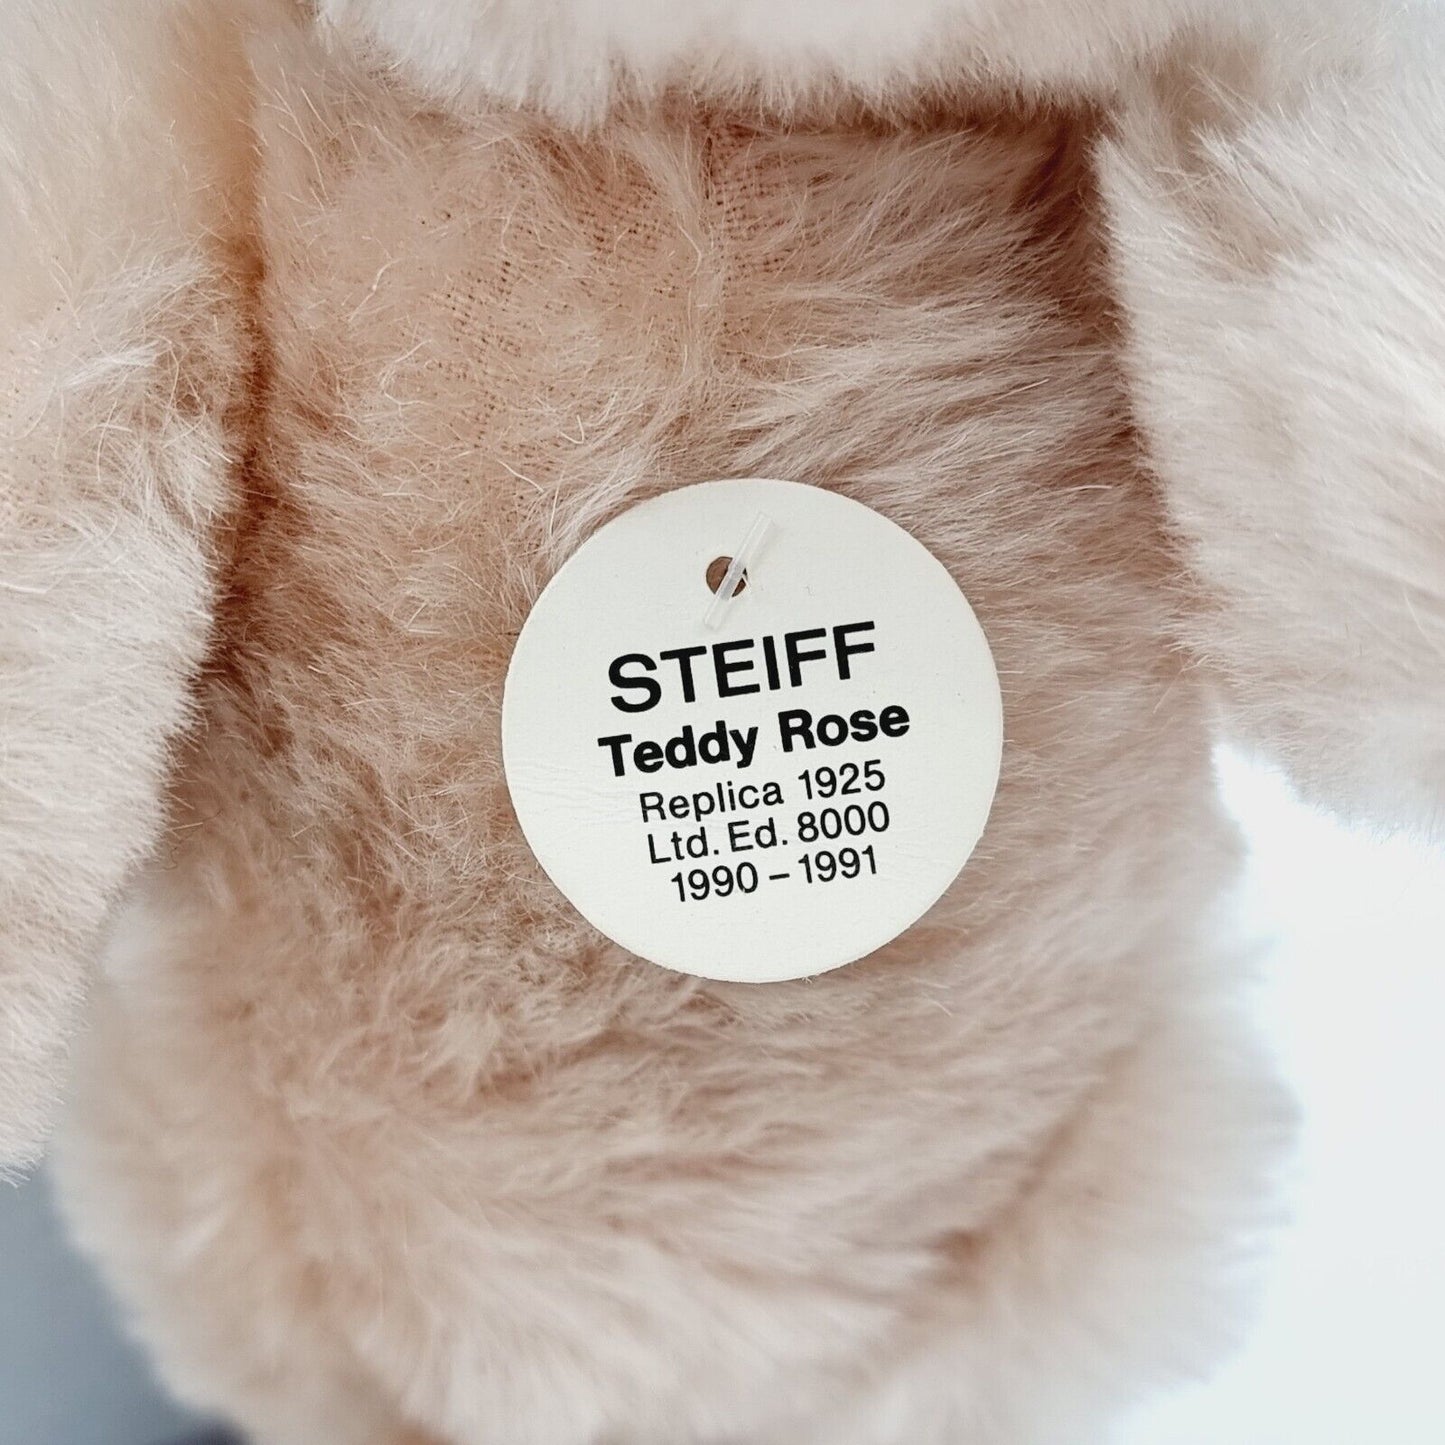 STEIFF
Teddy Rose
Replica 1925
Ltd. Ed. 8000
1990 – 1991